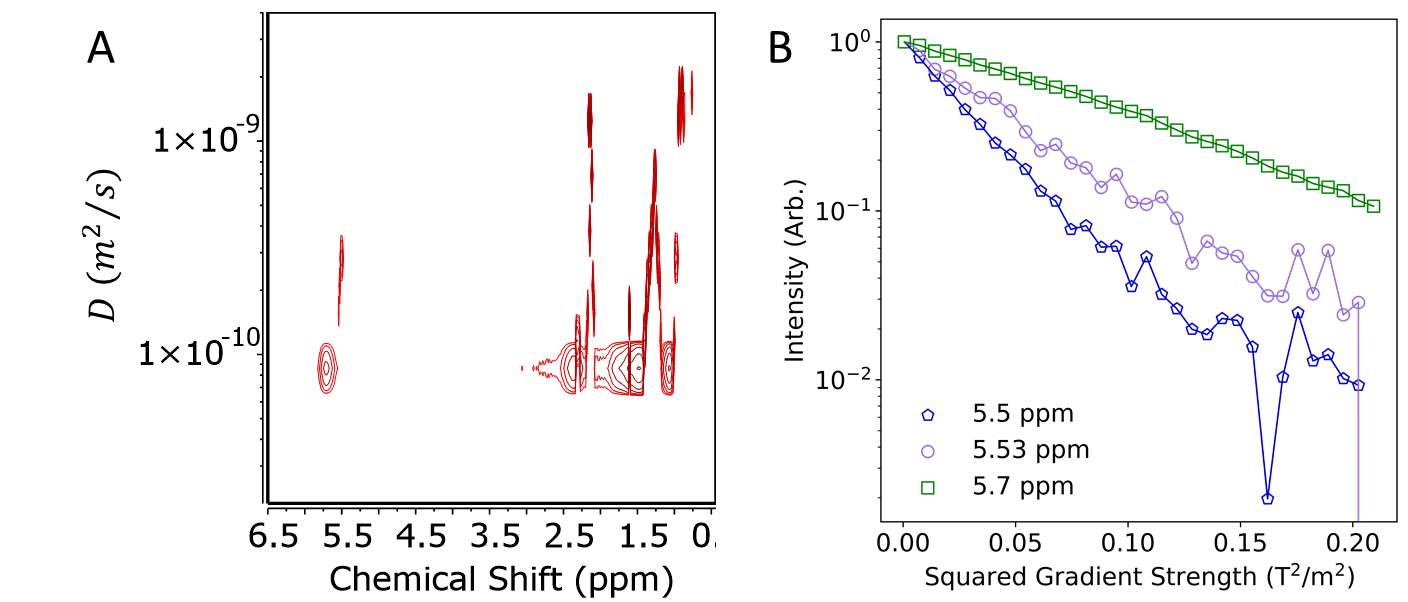 A
D (m²/s)
1×10⁻⁹
1×10⁻¹⁰
6.5 5.5 4.5 3.5 2.5 1.5 0.
Chemical Shift (ppm)
B
Intensity (Arb.)
10⁰
10⁻¹
10⁻²
5.5 ppm
5.53 ppm
5.7 ppm
0.00 0.05 0.10 0.15 0.20
Squared Gradient Strength (T²/m²)